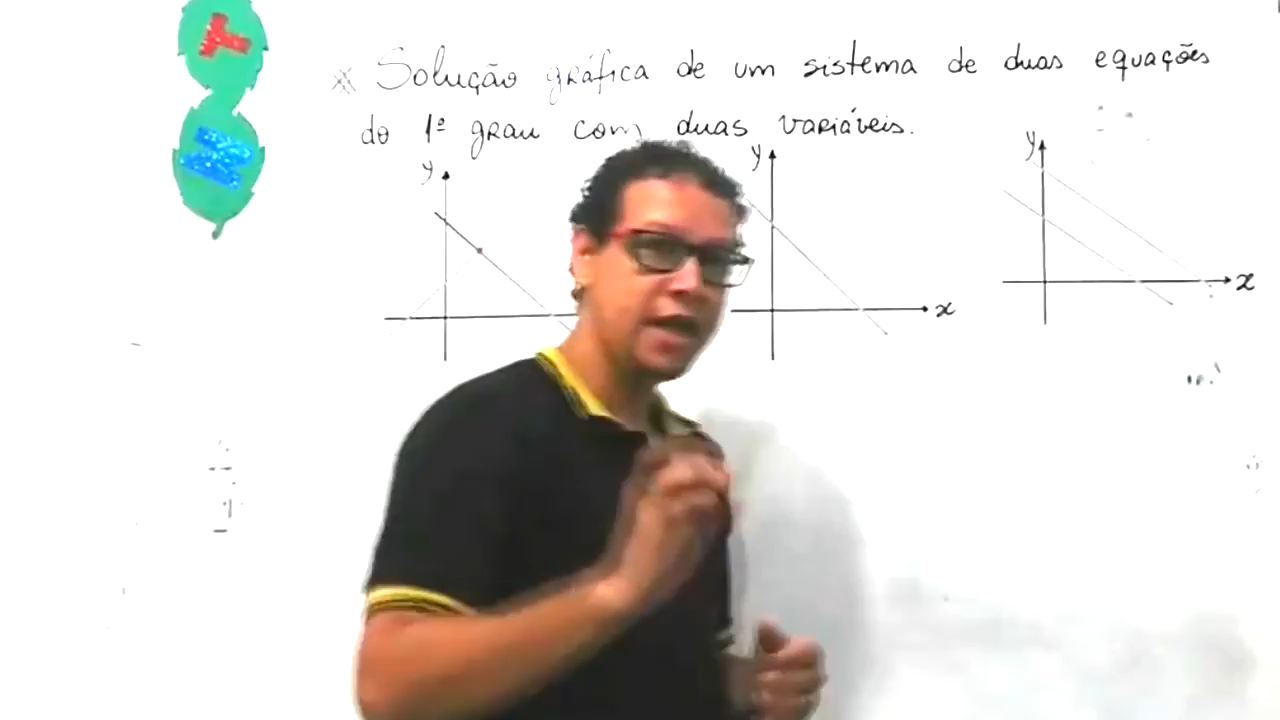 T
M
* Solução gráfica de um sistema de duas equações
do 1º grau com duas variáveis.
y
y
x
y
x